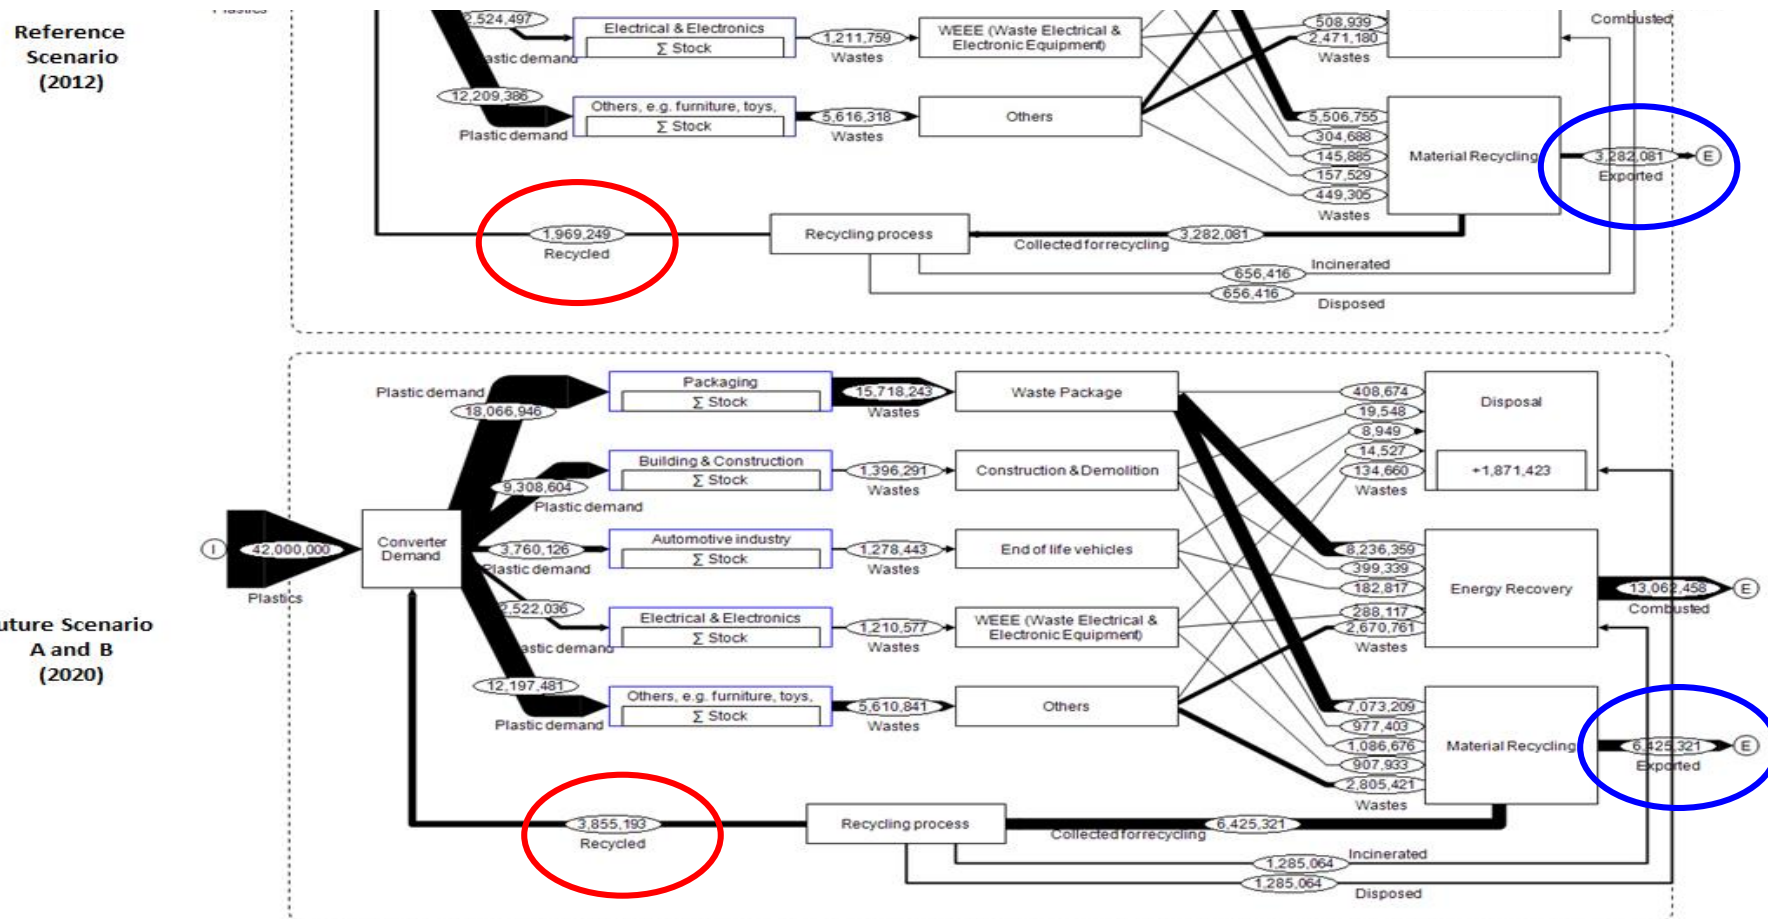 Reference
Scenario
(2012)
2,524,497
Plastic demand
Electrical & Electronics
∑ Stock
1,211,759
Wastes
WEEE (Waste Electrical &
Electronic Equipment)
508,939
2,471,180
Wastes
Combusted
12,209,386
Plastic demand
Others, e.g. furniture, toys,
∑ Stock
5,616,318
Wastes
Others
5,506,755
304,688
145,885
157,529
449,305
Wastes
Material Recycling
3,282,081
Exported
E
1,969,249
Recycled
Recycling process
Collected for recycling
3,282,081
Incinerated
656,416
656,416
Disposed
uture Scenario
A and B
(2020)
I
42,000,000
Plastics
Converter
Demand
Plastic demand
18,066,946
Packaging
∑ Stock
15,718,243
Wastes
Waste Package
408,674
19,548
8,949
14,527
134,660
Wastes
Disposal
+1,871,423
9,308,604
Plastic demand
Building & Construction
∑ Stock
1,396,291
Wastes
Construction & Demolition
3,760,126
Plastic demand
Automotive industry
∑ Stock
1,278,443
Wastes
End of life vehicles
8,236,359
399,339
182,817
288,117
2,670,761
Wastes
Energy Recovery
13,062,458
Combusted
E
2,522,036
astic demand
Electrical & Electronics
∑ Stock
1,210,577
Wastes
WEEE (Waste Electrical &
Electronic Equipment)
12,197,481
Plastic demand
Others, e.g. furniture, toys,
∑ Stock
5,610,841
Wastes
Others
7,073,209
977,403
1,086,676
907,933
2,805,421
Wastes
Material Recycling
6,425,321
Exported
E
3,855,193
Recycled
Recycling process
Collected for recycling
6,425,321
Incinerated
1,285,064
1,285,064
Disposed